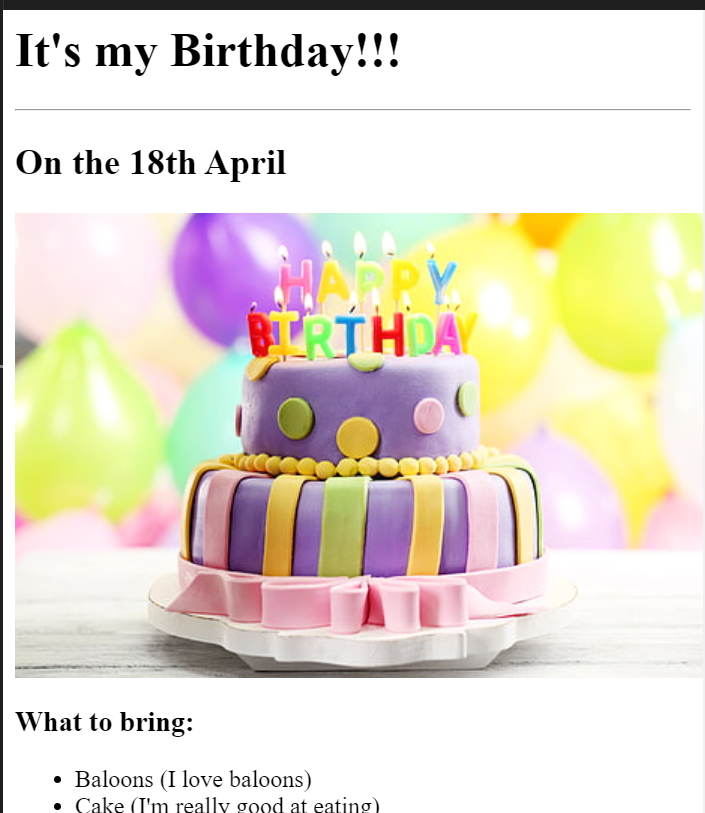 It's my Birthday!!!
On the 18th April
HAPPY
BIRTHDAY
What to bring:
Baloons (I love baloons)
Cake (I'm really good at eating)